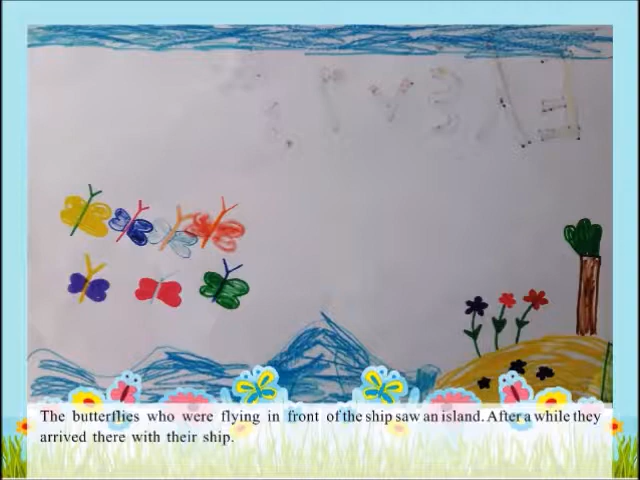 The butterflies who were flying in front of the ship saw an island. After a while they
arrived there with their ship.